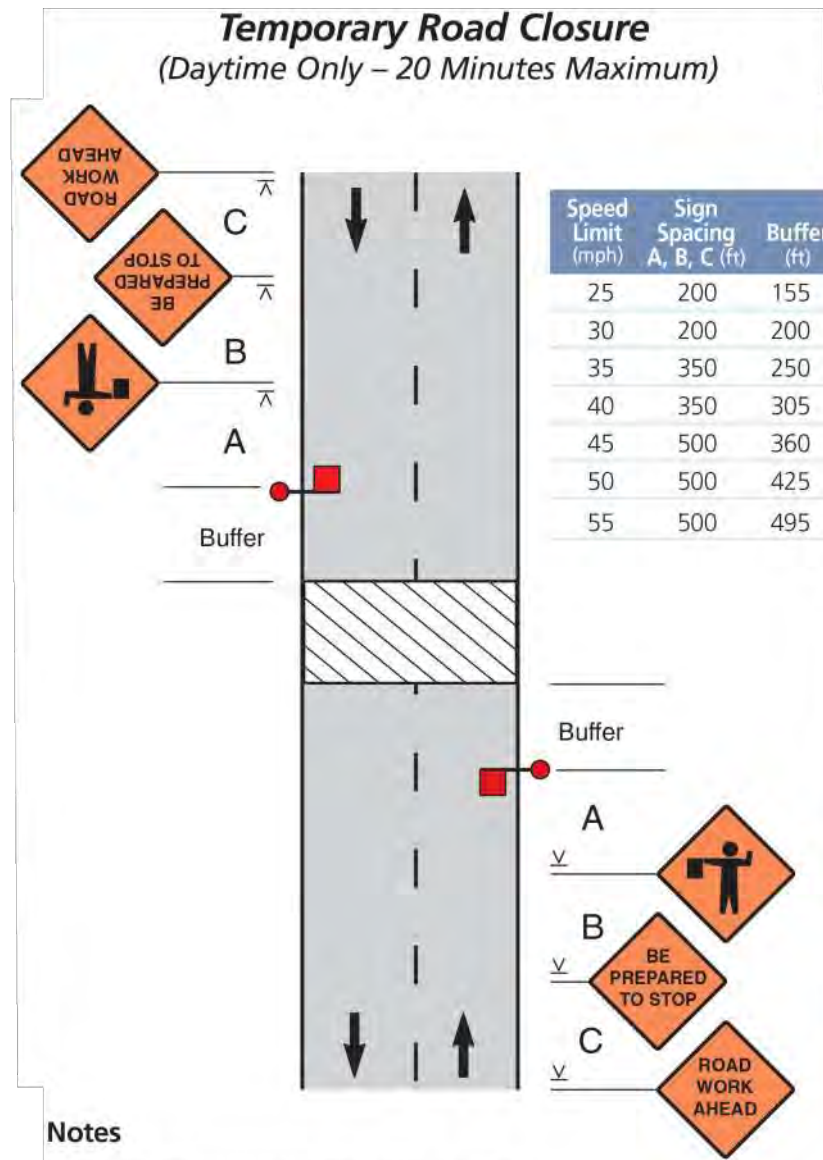 Temporary Road Closure
(Daytime Only – 20 Minutes Maximum)
ROAD
WORK
AHEAD
C
BE
PREPARED
TO STOP
B
A
Buffer
Speed Limit (mph) Sign Spacing A, B, C (ft) Buffer (ft)
25 200 155
30 200 200
35 350 250
40 350 305
45 500 360
50 500 425
55 500 495
Buffer
A
B
BE
PREPARED
TO STOP
C
ROAD
WORK
AHEAD
Notes